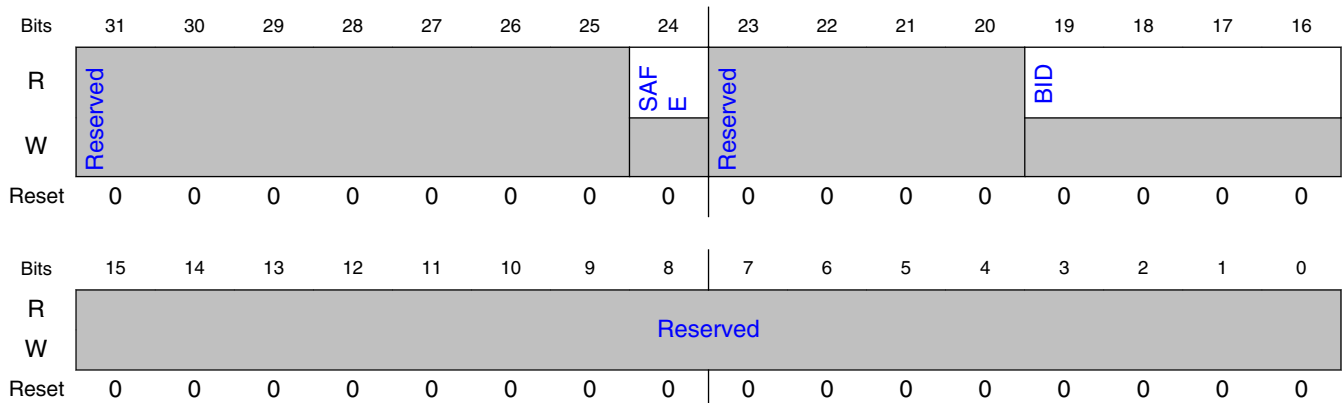 Bits 31 30 29 28 27 26 25 24 23 22 21 20 19 18 17 16
R Reserved SAF E Reserved BID
W
Reset 0 0 0 0 0 0 0 0 0 0 0 0 0 0 0 0
Bits 15 14 13 12 11 10 9 8 7 6 5 4 3 2 1 0
R
Reserved
W
Reset 0 0 0 0 0 0 0 0 0 0 0 0 0 0 0 0